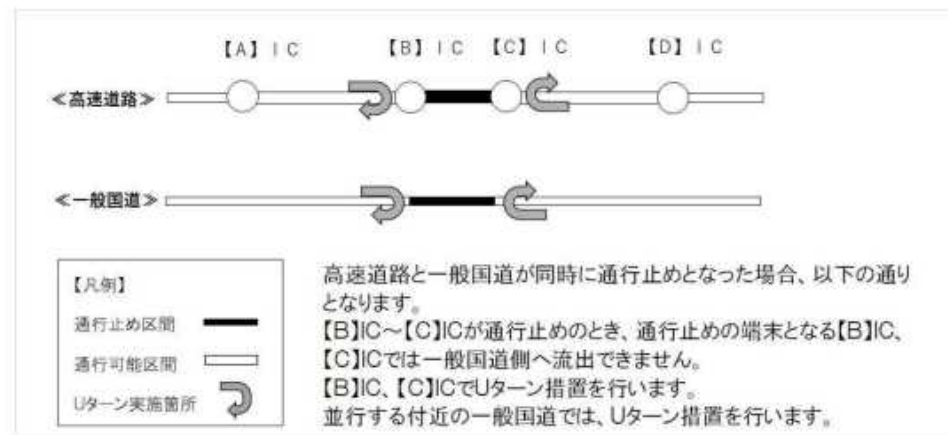 【A】IC 【B】IC 【C】IC 【D】IC
≪高速道路≫
≪一般国道≫
【凡例】
通行止め区間
通行可能区間
Uターン実施箇所
高速道路と一般国道が同時に通行止めとなった場合、以下の通り
となります。
【B】IC～【C】ICが通行止めのとき、通行止めの端末となる【B】IC、
【C】ICでは一般国道側へ流出できません。
【B】IC、【C】ICでUターン措置を行います。
並行する付近の一般国道では、Uターン措置を行います。